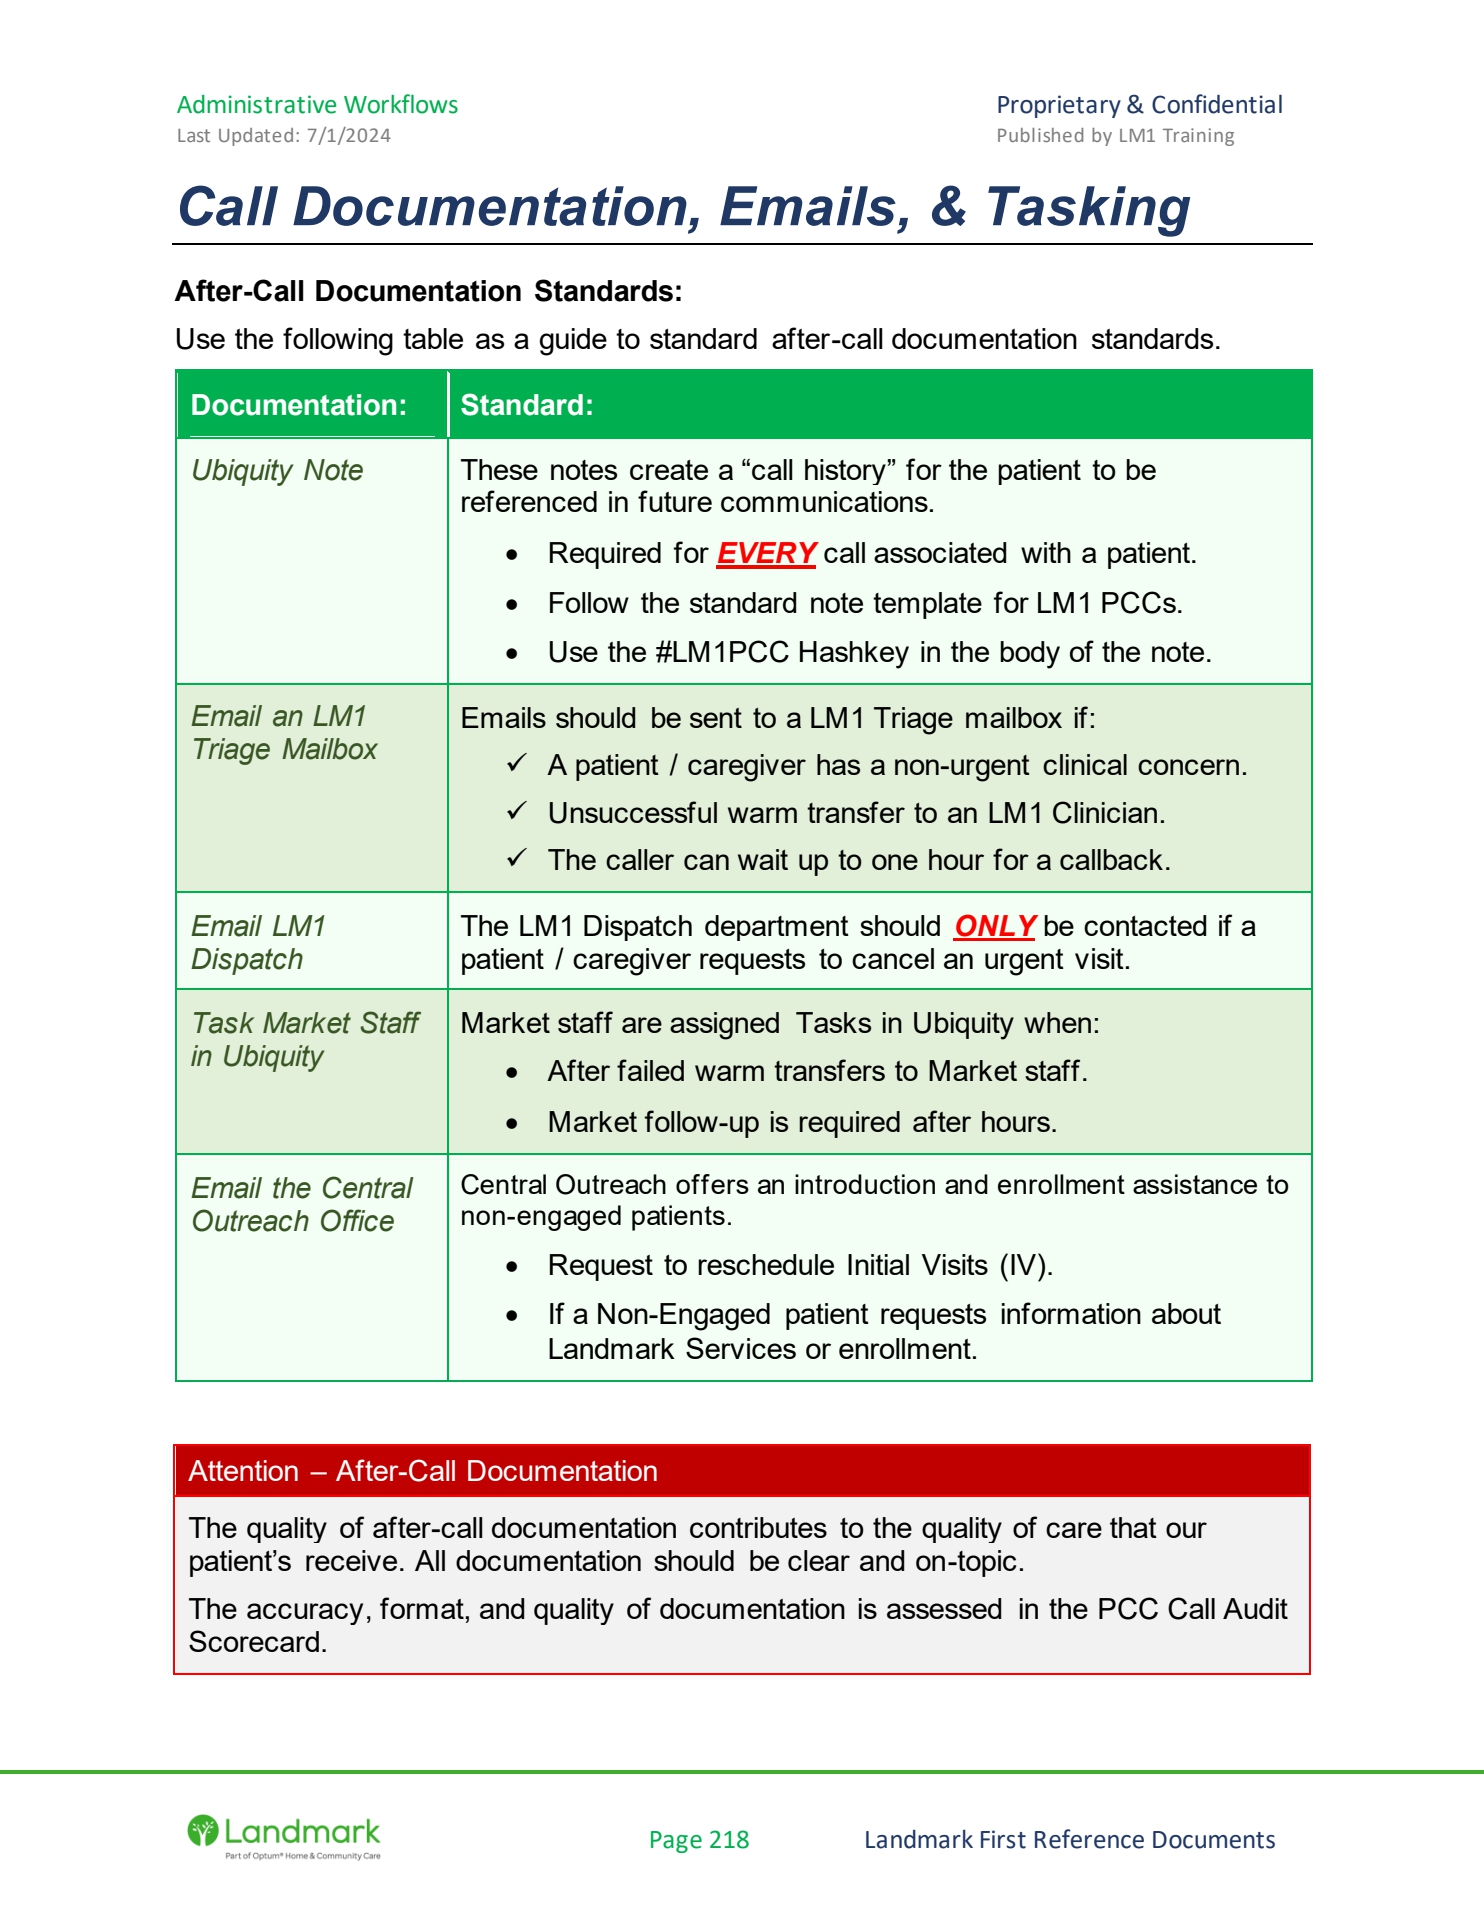 Administrative Workflows
Proprietary & Confidential
Last Updated: 7/1/2024
Published by LM1 Training
Call Documentation, Emails, & Tasking
After-Call Documentation Standards:
Use the following table as a guide to standard after-call documentation standards.
Documentation:
Standard:
Ubiquity Note
These notes create a “call history” for the patient to be
referenced in future communications.
• Required for EVERY call associated with a patient.
• Follow the standard note template for LM1 PCCs.
• Use the #LM1PCC Hashkey in the body of the note.
Email an LM1
Triage Mailbox
Emails should be sent to a LM1 Triage mailbox if:
✓ A patient / caregiver has a non-urgent clinical concern.
✓ Unsuccessful warm transfer to an LM1 Clinician.
✓ The caller can wait up to one hour for a callback.
Email LM1
Dispatch
The LM1 Dispatch department should ONLY be contacted if a
patient / caregiver requests to cancel an urgent visit.
Task Market Staff
in Ubiquity
Market staff are assigned Tasks in Ubiquity when:
• After failed warm transfers to Market staff.
• Market follow-up is required after hours.
Email the Central
Outreach Office
Central Outreach offers an introduction and enrollment assistance to
non-engaged patients.
• Request to reschedule Initial Visits (IV).
• If a Non-Engaged patient requests information about
Landmark Services or enrollment.
Attention – After-Call Documentation
The quality of after-call documentation contributes to the quality of care that our
patient’s receive. All documentation should be clear and on-topic.
The accuracy, format, and quality of documentation is assessed in the PCC Call Audit
Scorecard.
Landmark
Part of Optum® Home & Community Care
Page 218
Landmark First Reference Documents